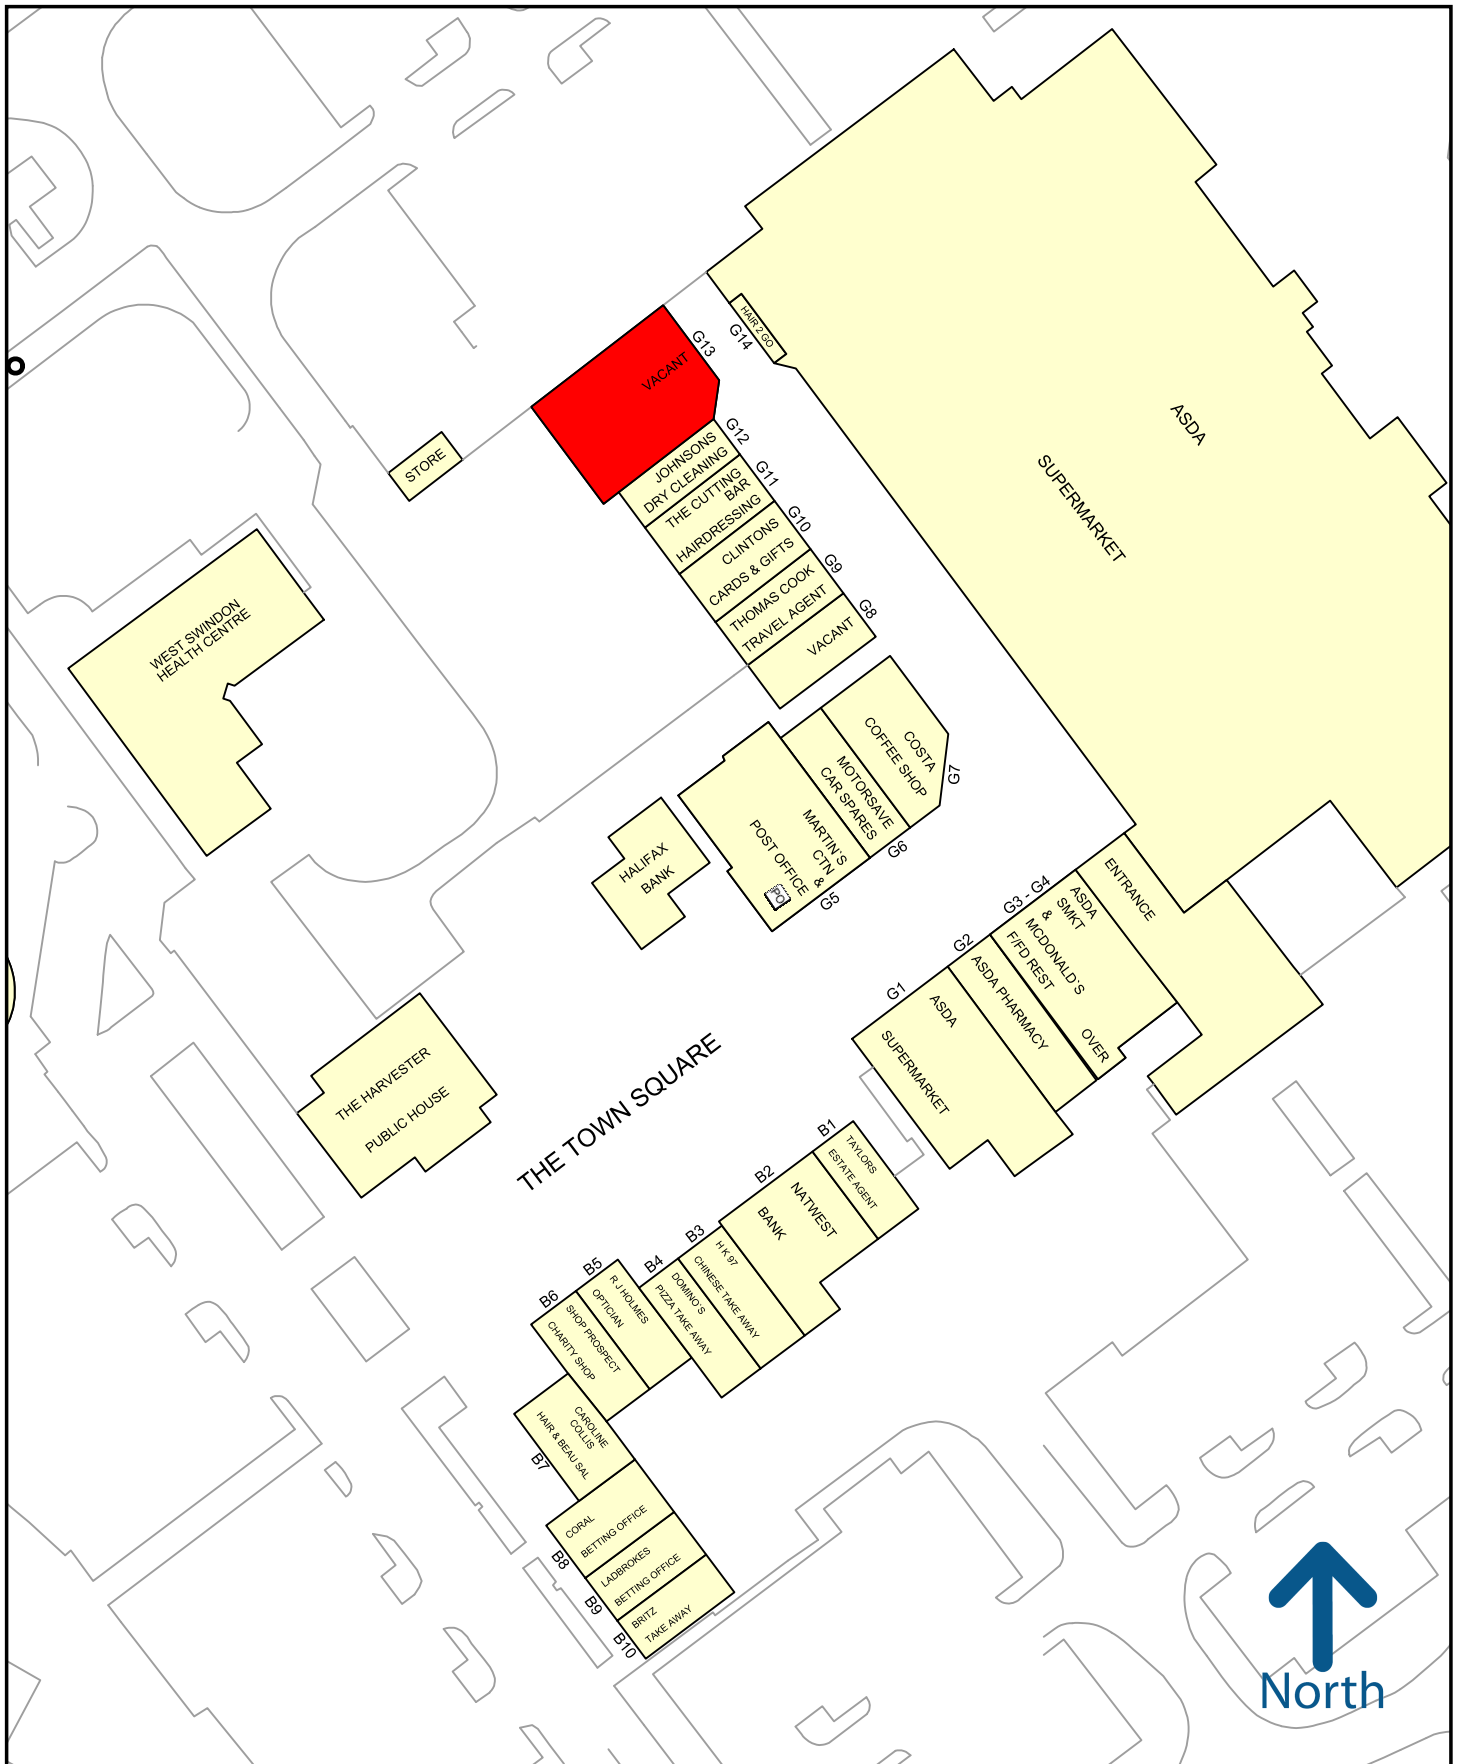 ASDA
SUPERMARKET
HAIR 2 GO
G14
G13
VACANT
G12
JOHNSONS
DRY CLEANING
G11
THE CUTTING
BAR
HAIRDRESSING
G10
CLINTONS
CARDS & GIFTS
G9
THOMAS COOK
TRAVEL AGENT
G8
VACANT
STORE
WEST SWINDON
HEALTH CENTRE
COSTA
COFFEE SHOP
G7
MOTORSAVE
CAR SPARES
G6
MARTIN'S
CTN &
POST OFFICE
PO
G5
HALIFAX
BANK
ENTRANCE
G3 - G4
ASDA
SMKT
&
MCDONALD'S
F/FD REST
OVER
G2
ASDA PHARMACY
G1
ASDA
SUPERMARKET
THE HARVESTER
PUBLIC HOUSE
THE TOWN SQUARE
B1
TAYLORS
ESTATE AGENT
B2
NATWEST
BANK
B3
H K 97
CHINESE TAKE AWAY
B4
DOMINO'S
PIZZA TAKE AWAY
B5
R J HOLMES
OPTICIAN
B6
SHOP PROSPECT
CHARITY SHOP
CAROLINE
COLLIS
HAIR & BEAU SAL
B7
CORAL
BETTING OFFICE
B8
LADBROKES
BETTING OFFICE
B9
BRITZ
TAKE AWAY
B10
North